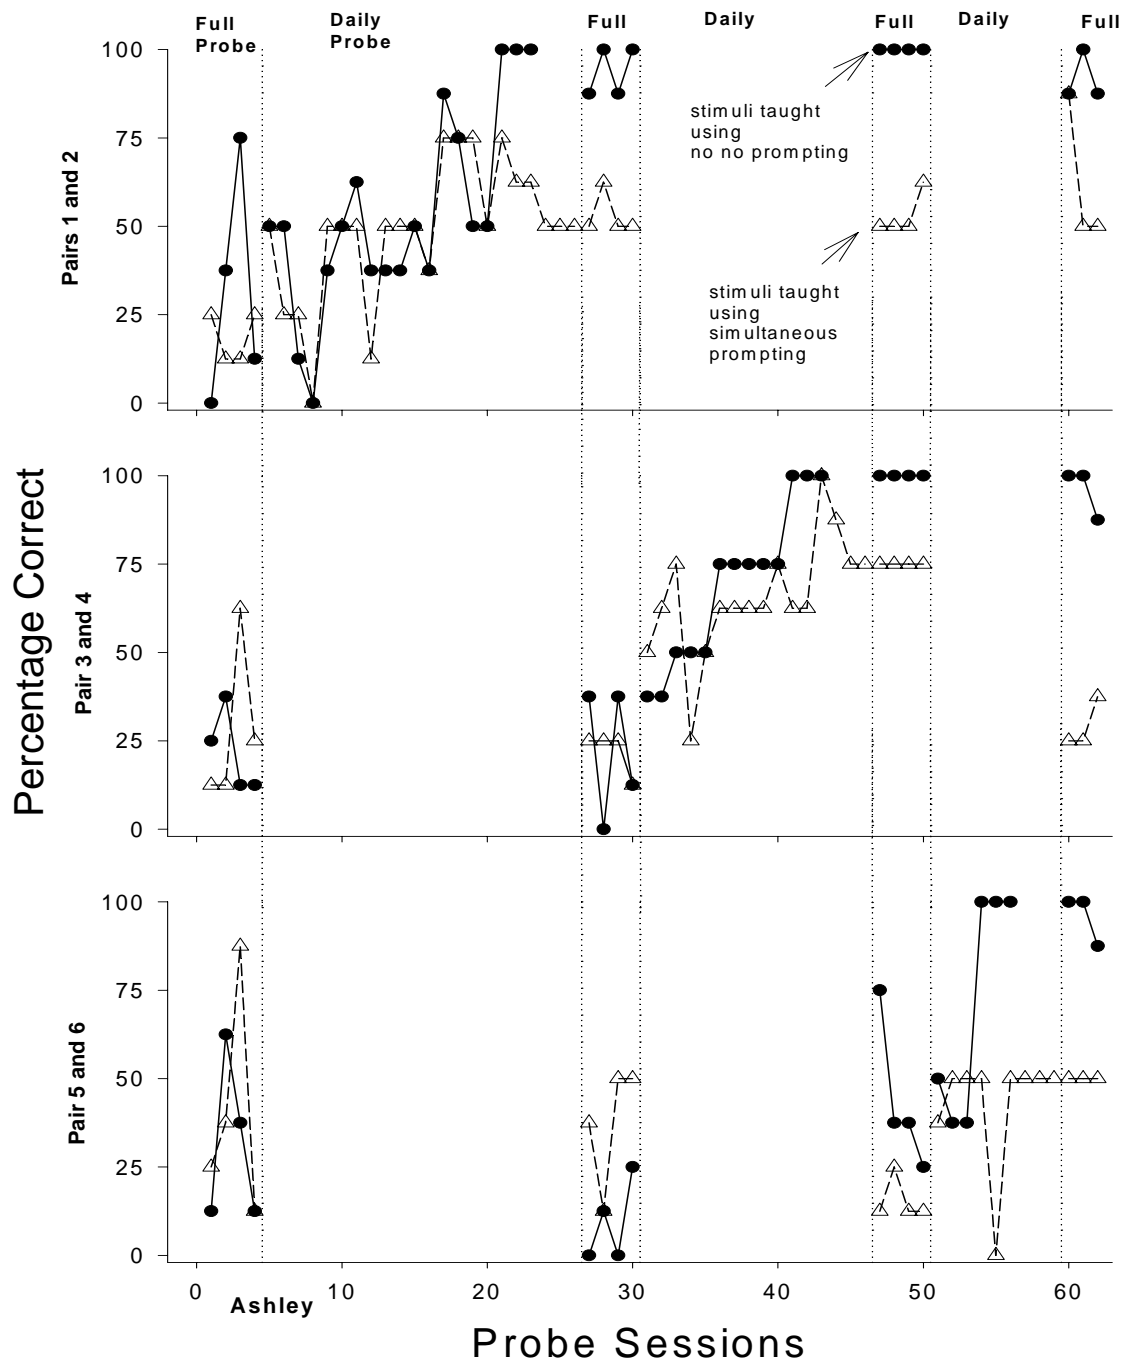 Full
Probe
Daily
Probe
Full
Daily
Full
Daily
Full
100
75
50
25
0
Pairs 1 and 2
stimuli taught
using
no no prompting
stimuli taught
using
simultaneous
prompting
100
75
50
25
0
Pair 3 and 4
Percentage Correct
100
75
50
25
0
Pair 5 and 6
0
10
20
30
40
50
60
Ashley
Probe Sessions